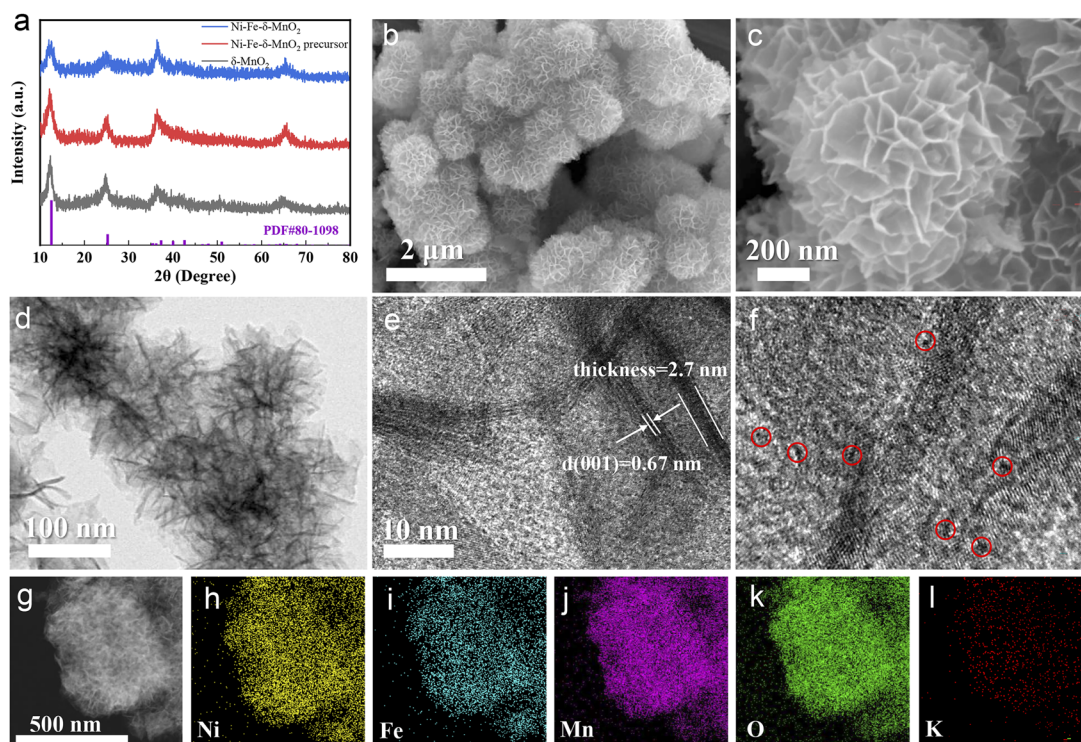 a
Ni-Fe-δ-MnO₂
Ni-Fe-δ-MnO₂ precursor
δ-MnO₂
Intensity (a.u.)
PDF#80-1098
10 20 30 40 50 60 70 80
2θ (Degree)
b
2 μm
c
200 nm
d
100 nm
e
thickness=2.7 nm
d(001)=0.67 nm
10 nm
f
g
500 nm
h
Ni
i
Fe
j
Mn
k
O
l
K